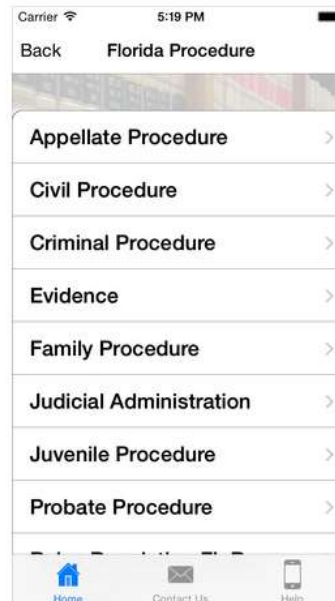 Carrier 5:19 PM
Back Florida Procedure
Appellate Procedure
Civil Procedure
Criminal Procedure
Evidence
Family Procedure
Judicial Administration
Juvenile Procedure
Probate Procedure
Home Contact Us Help